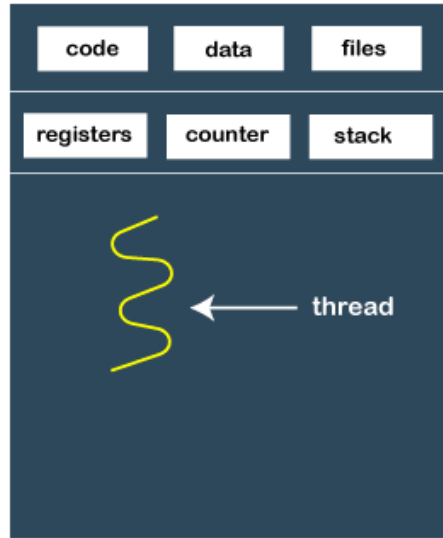 code data files
registers counter stack
thread